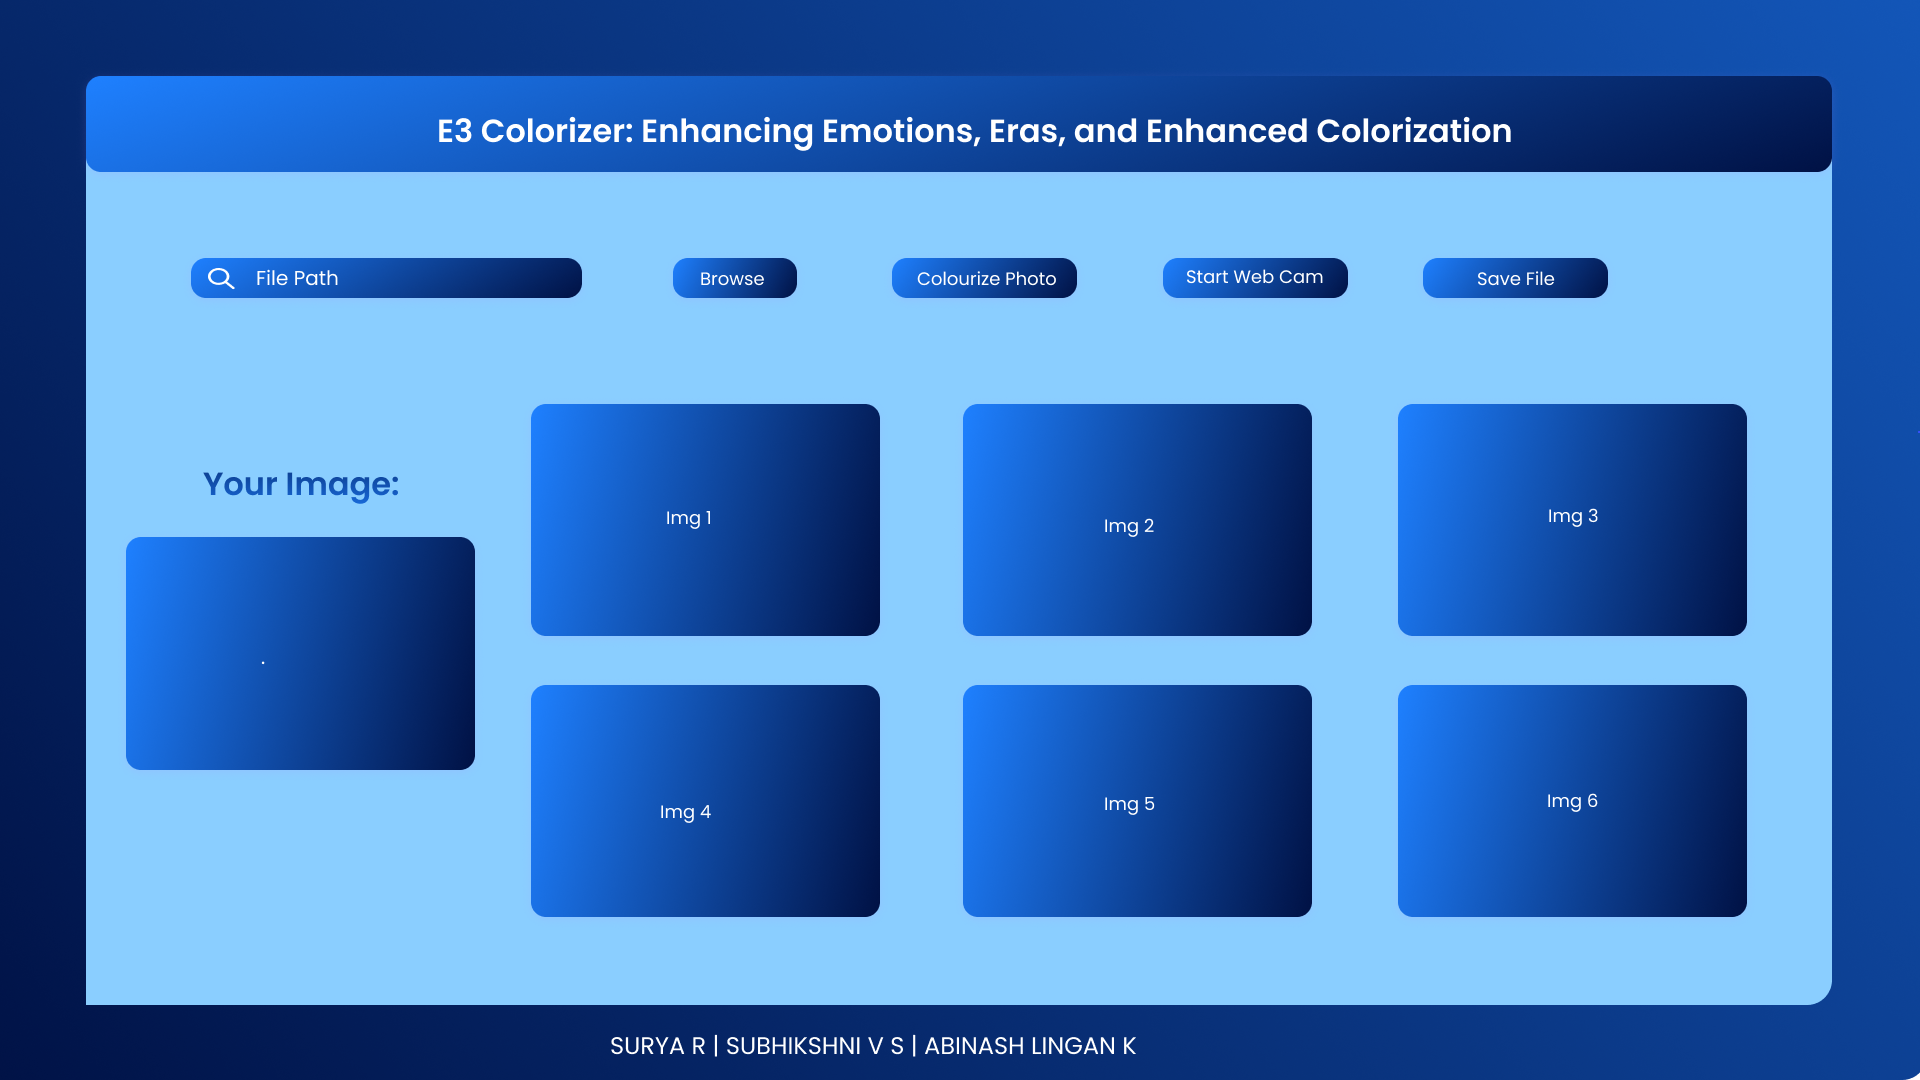 E3 Colorizer: Enhancing Emotions, Eras, and Enhanced Colorization
File Path
Browse
Colourize Photo
Start Web Cam
Save File
Your Image:
.
Img 1
Img 2
Img 3
Img 4
Img 5
Img 6
SURYA R | SUBHIKSHNI V S | ABINASH LINGAN K